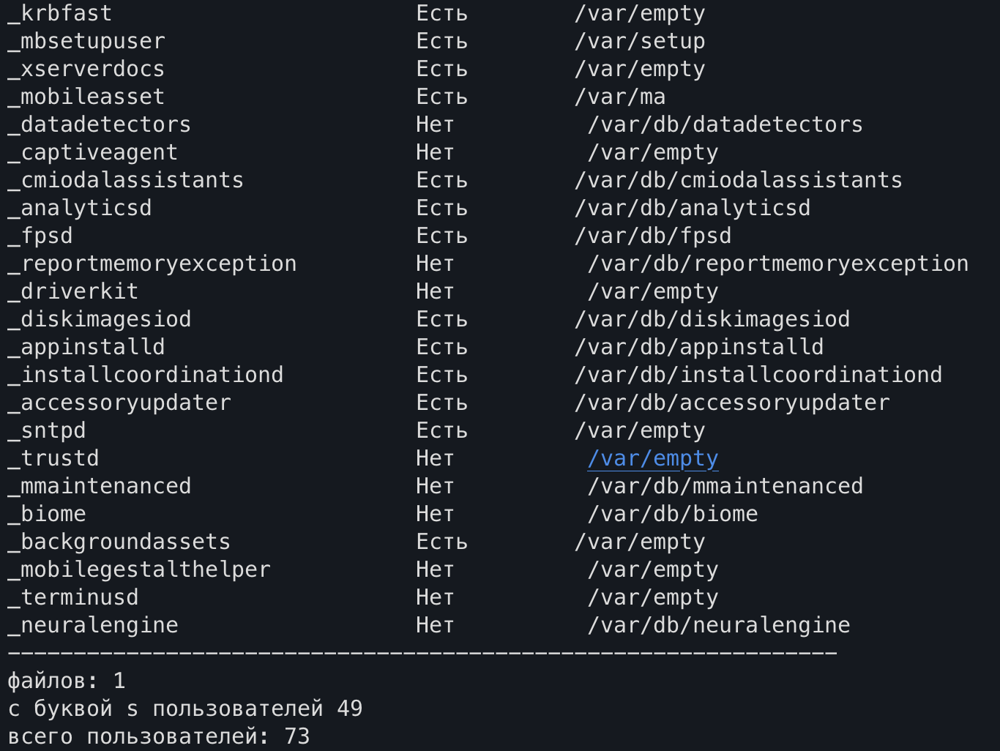 _krbfast Есть /var/empty
_mbsetupuser Есть /var/setup
_xserverdocs Есть /var/empty
_mobileasset Есть /var/ma
_datadetectors Нет /var/db/datadetectors
_captiveagent Нет /var/empty
_cmiodalassistants Есть /var/db/cmiodalassistants
_analyticsd Есть /var/db/analyticsd
_fpsd Есть /var/db/fpsd
_reportmemoryexception Нет /var/db/reportmemoryexception
_driverkit Нет /var/empty
_diskimagesiod Есть /var/db/diskimagesiod
_appinstalld Есть /var/db/appinstalld
_installcoordinationd Есть /var/db/installcoordinationd
_accessoryupdater Есть /var/db/accessoryupdater
_sntpd Есть /var/empty
_trustd Нет /var/empty
_mmaintenanced Нет /var/db/mmaintenanced
_biome Нет /var/db/biome
_backgroundassets Есть /var/empty
_mobilegestalthelper Нет /var/empty
_terminusd Нет /var/empty
_neuralengine Нет /var/db/neuralengine
---------------------------------------------------------------
файлов: 1
с буквой s пользователей 49
всего пользователей: 73